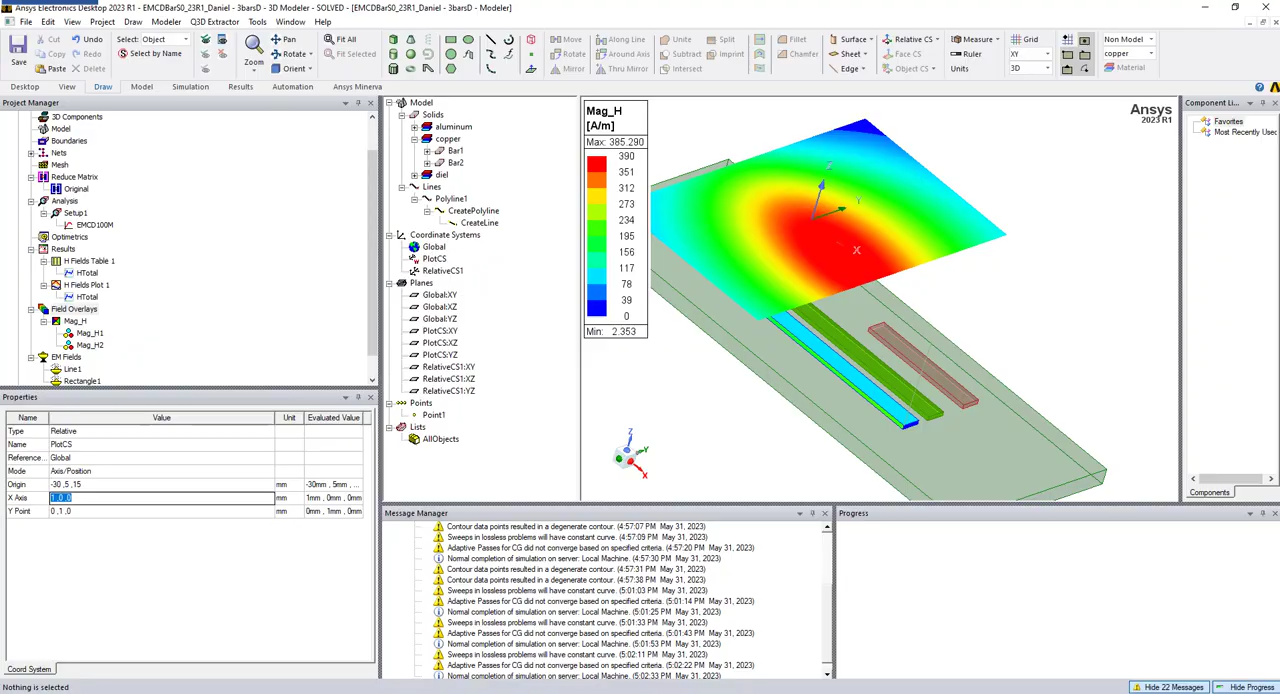 Ansys Electronics Desktop 2023 R1 - EMCDBarS0_23R1_Daniel - 3barsD - 3D Modeler - SOLVED - [EMCDBarS0_23R1_Daniel - 3barsD - Modeler]
File Edit View Project Draw Modeler Q3D Extractor Tools Window Help
Save
Cut
Copy
Paste
Undo
Redo
Delete
Select: Object
Select by Name
Zoom
Pan
Rotate
Orient
Fit All
Fit Selected
Move
Rotate
Mirror
Along Line
Around Axis
Thru Mirror
Unite
Subtract
Intersect
Split
Imprint
Fillet
Chamfer
Surface
Sheet
Edge
Relative CS
Face CS
Object CS
Measure
Ruler
Units
Grid
XY
3D
Non Model
copper
Material
Desktop View Draw Model Simulation Results Automation Ansys Minerva
Project Manager
3D Components
Model
Boundaries
Nets
Mesh
Reduce Matrix
Original
Analysis
Setup1
EMCD100M
Optimetrics
Results
H Fields Table 1
HTotal
H Fields Plot 1
HTotal
Field Overlays
Mag_H
Mag_H1
Mag_H2
EM Fields
Line1
Rectangle1
Properties
Name Value Unit Evaluated Value
Type Relative
Name PlotCS
Reference... Global
Mode Axis/Position
Origin -30 ,5 ,15 mm -30mm , 5mm , ...
X Axis 1 ,0 ,0 mm 1mm , 0mm , 0mm
Y Point 0 ,1 ,0 mm 0mm , 1mm , 0mm
Coord System
Nothing is selected
Model
Solids
aluminum
copper
Bar1
Bar2
diel
Lines
Polyline1
CreatePolyline
CreateLine
Coordinate Systems
Global
PlotCS
RelativeCS1
Planes
Global:XY
Global:XZ
Global:YZ
PlotCS:XY
PlotCS:XZ
PlotCS:YZ
RelativeCS1:XY
RelativeCS1:XZ
RelativeCS1:YZ
Points
Point1
Lists
AllObjects
Mag_H
[A/m]
Max: 385.290
390
351
312
273
234
195
156
117
78
39
0
Min: 2.353
Ansys
2023 R1
Z
Y
X
Z
Y
X
Component Li...
Favorites
Most Recently Used
Components
Message Manager
Contour data points resulted in a degenerate contour. (4:57:07 PM May 31, 2023)
Sweeps in lossless problems will have constant curve. (4:57:09 PM May 31, 2023)
Adaptive Passes for CG did not converge based on specified criteria. (4:57:20 PM May 31, 2023)
Normal completion of simulation on server: Local Machine. (4:57:30 PM May 31, 2023)
Contour data points resulted in a degenerate contour. (4:57:31 PM May 31, 2023)
Contour data points resulted in a degenerate contour. (4:57:38 PM May 31, 2023)
Sweeps in lossless problems will have constant curve. (5:01:03 PM May 31, 2023)
Adaptive Passes for CG did not converge based on specified criteria. (5:01:14 PM May 31, 2023)
Normal completion of simulation on server: Local Machine. (5:01:25 PM May 31, 2023)
Sweeps in lossless problems will have constant curve. (5:01:33 PM May 31, 2023)
Adaptive Passes for CG did not converge based on specified criteria. (5:01:43 PM May 31, 2023)
Normal completion of simulation on server: Local Machine. (5:01:53 PM May 31, 2023)
Sweeps in lossless problems will have constant curve. (5:02:11 PM May 31, 2023)
Adaptive Passes for CG did not converge based on specified criteria. (5:02:22 PM May 31, 2023)
Normal completion of simulation on server: Local Machine. (5:02:33 PM May 31, 2023)
Progress
Hide 22 Messages
Hide Progress